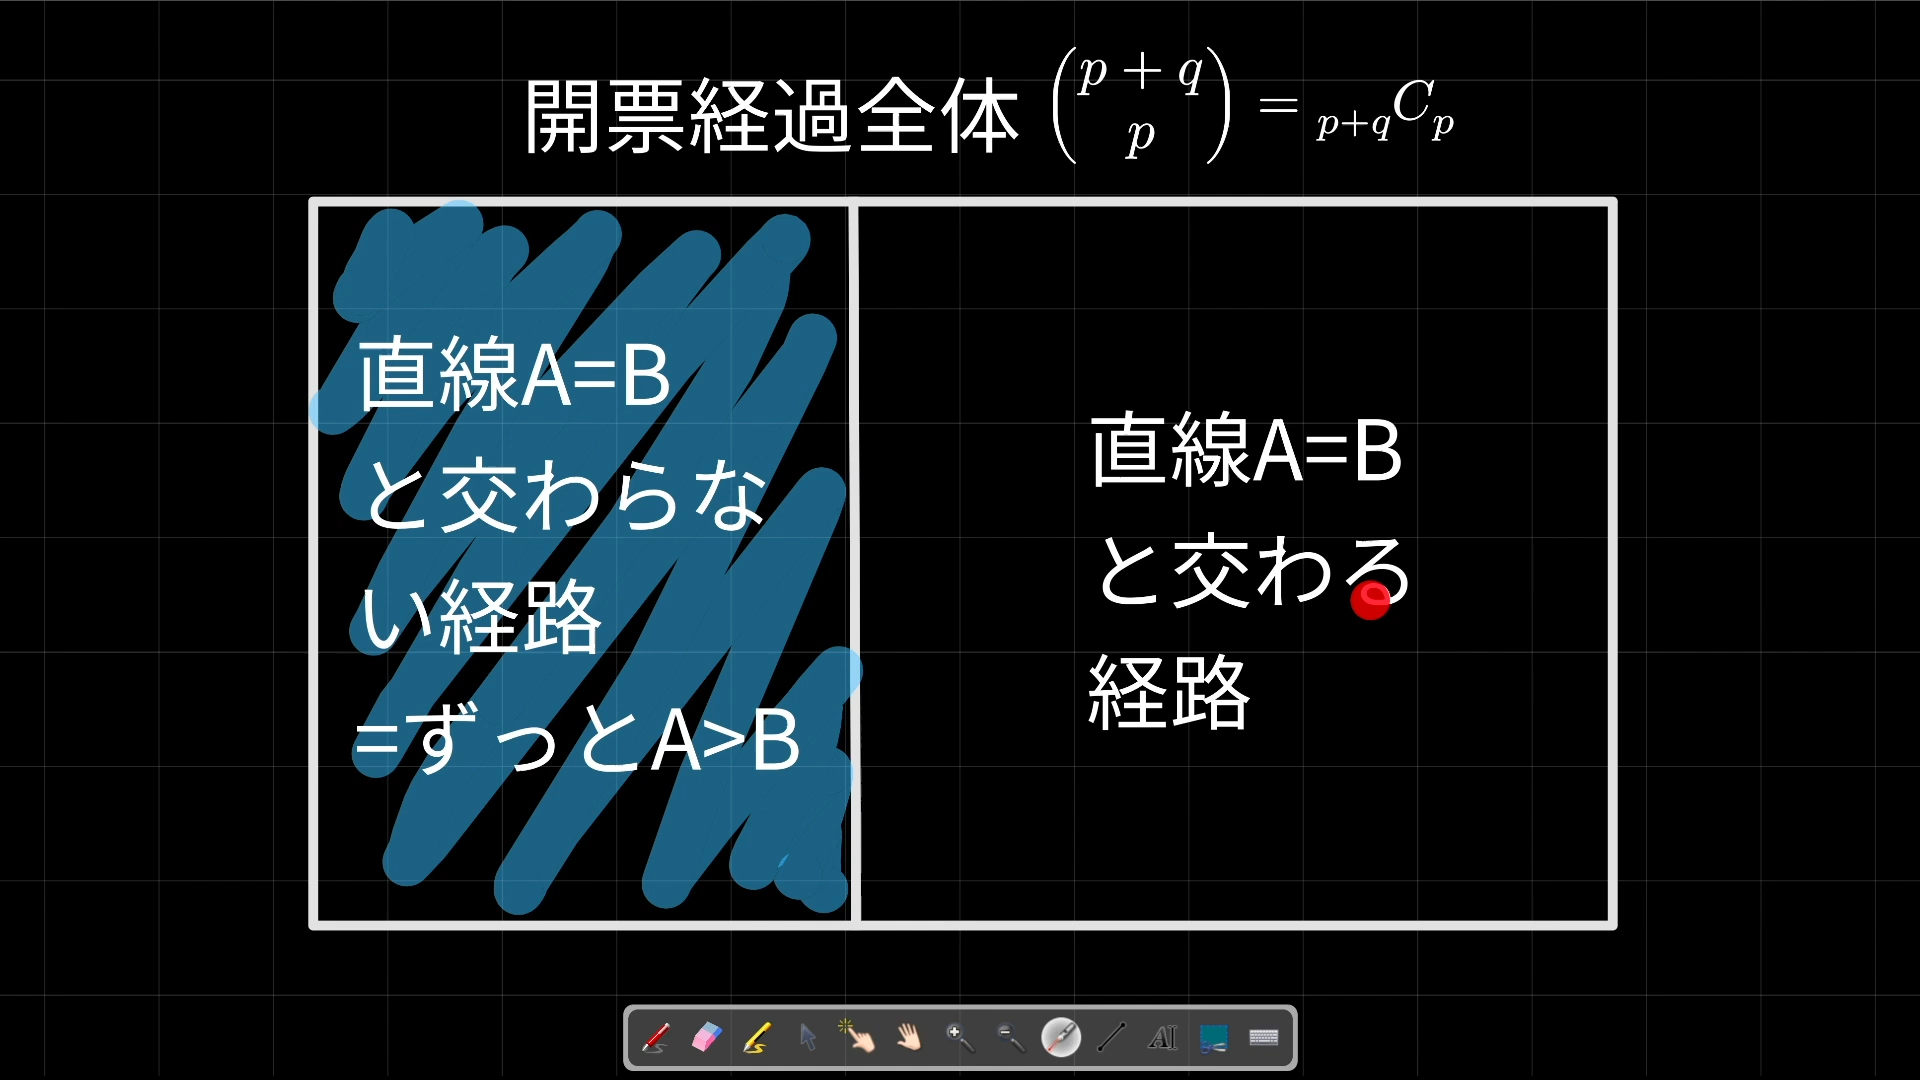 開票経過全体 \binom{p+q}{p} = {}_{p+q}C_p
直線A=B
と交わらな
い経路
=ずっとA>B
直線A=B
と交わる
経路
AI